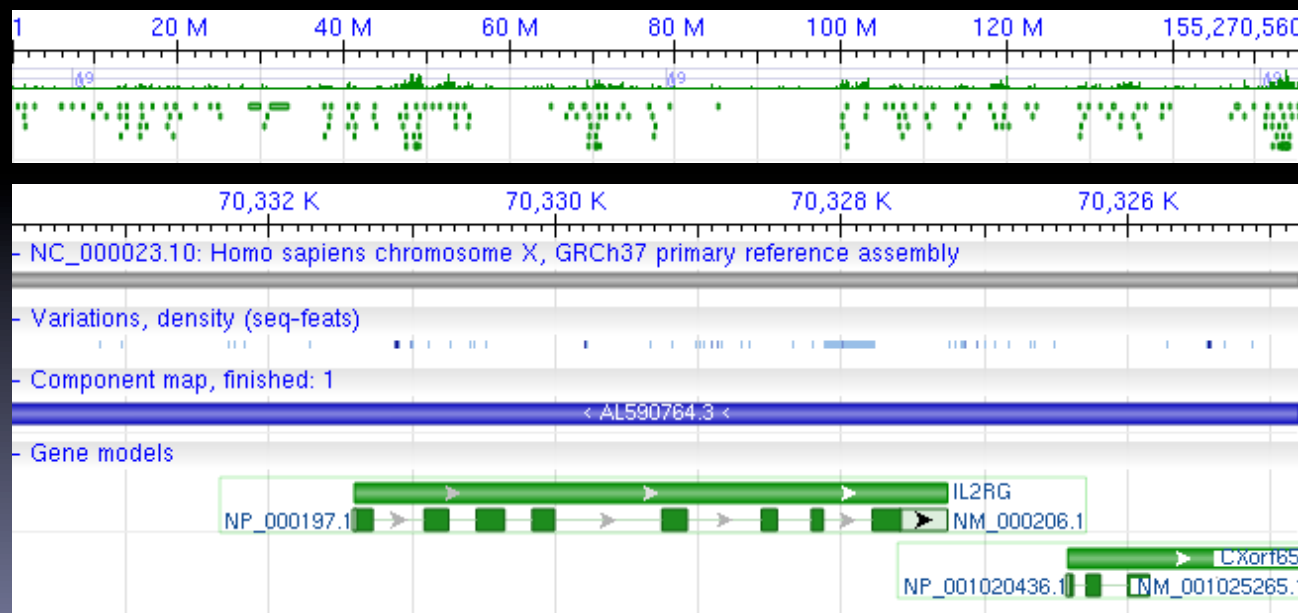 1 20 M 40 M 60 M 80 M 100 M 120 M 155,270,560
70,332 K 70,330 K 70,328 K 70,326 K
- NC_000023.10: Homo sapiens chromosome X, GRCh37 primary reference assembly
- Variations, density (seq-feats)
- Component map, finished: 1
< AL590764.3 <
- Gene models
IL2RG
NP_000197.1 NM_000206.1
CXorf65
NP_001020436.1 NM_001025265.